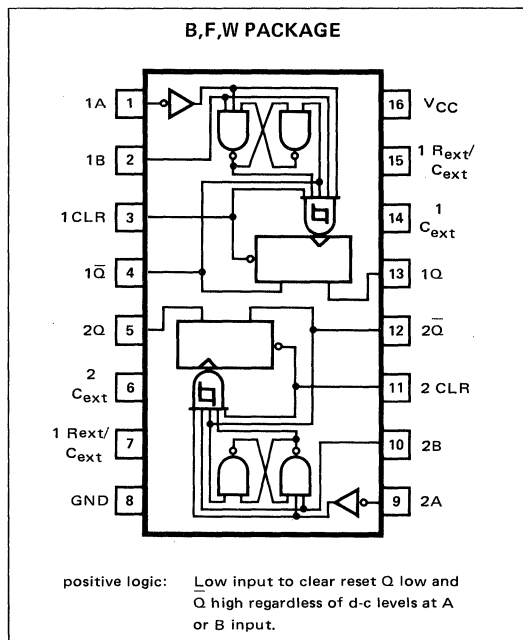 B,F,W PACKAGE
1A 1
1B 2
1 CLR 3
1Q̅ 4
2Q 5
2 Cext 6
1 Rext/ Cext 7
GND 8
16 VCC
15 1 Rext/ Cext
14 1 Cext
13 1Q
12 2Q̅
11 2 CLR
10 2B
9 2A
positive logic: Low input to clear reset Q low and
Q̅ high regardless of d-c levels at A
or B input.